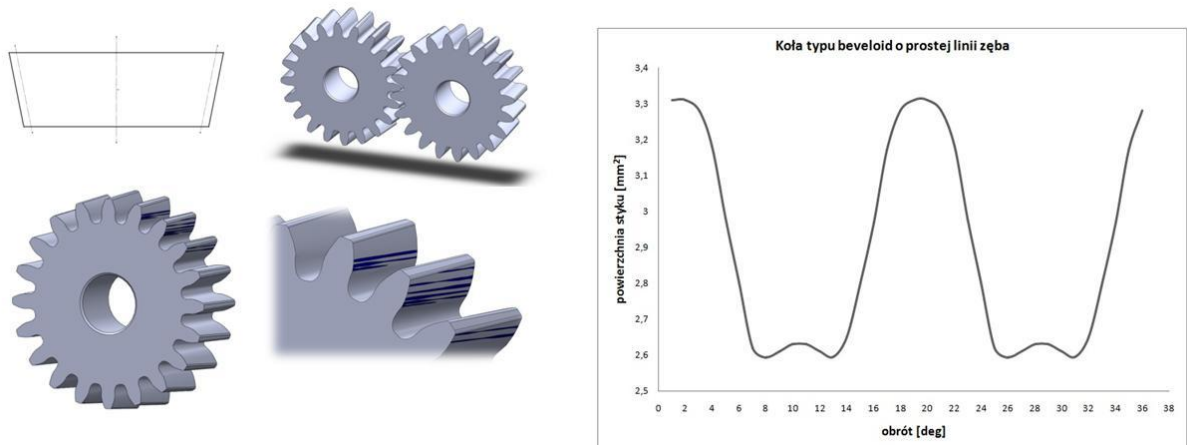 Koła typu beveloid o prostej linii zęba
powierzchnia styku [mm²]
3,4
3,3
3,2
3,1
3
2,9
2,8
2,7
2,6
2,5
0 2 4 6 8 10 12 14 16 18 20 22 24 26 28 30 32 34 36 38
obrót [deg]